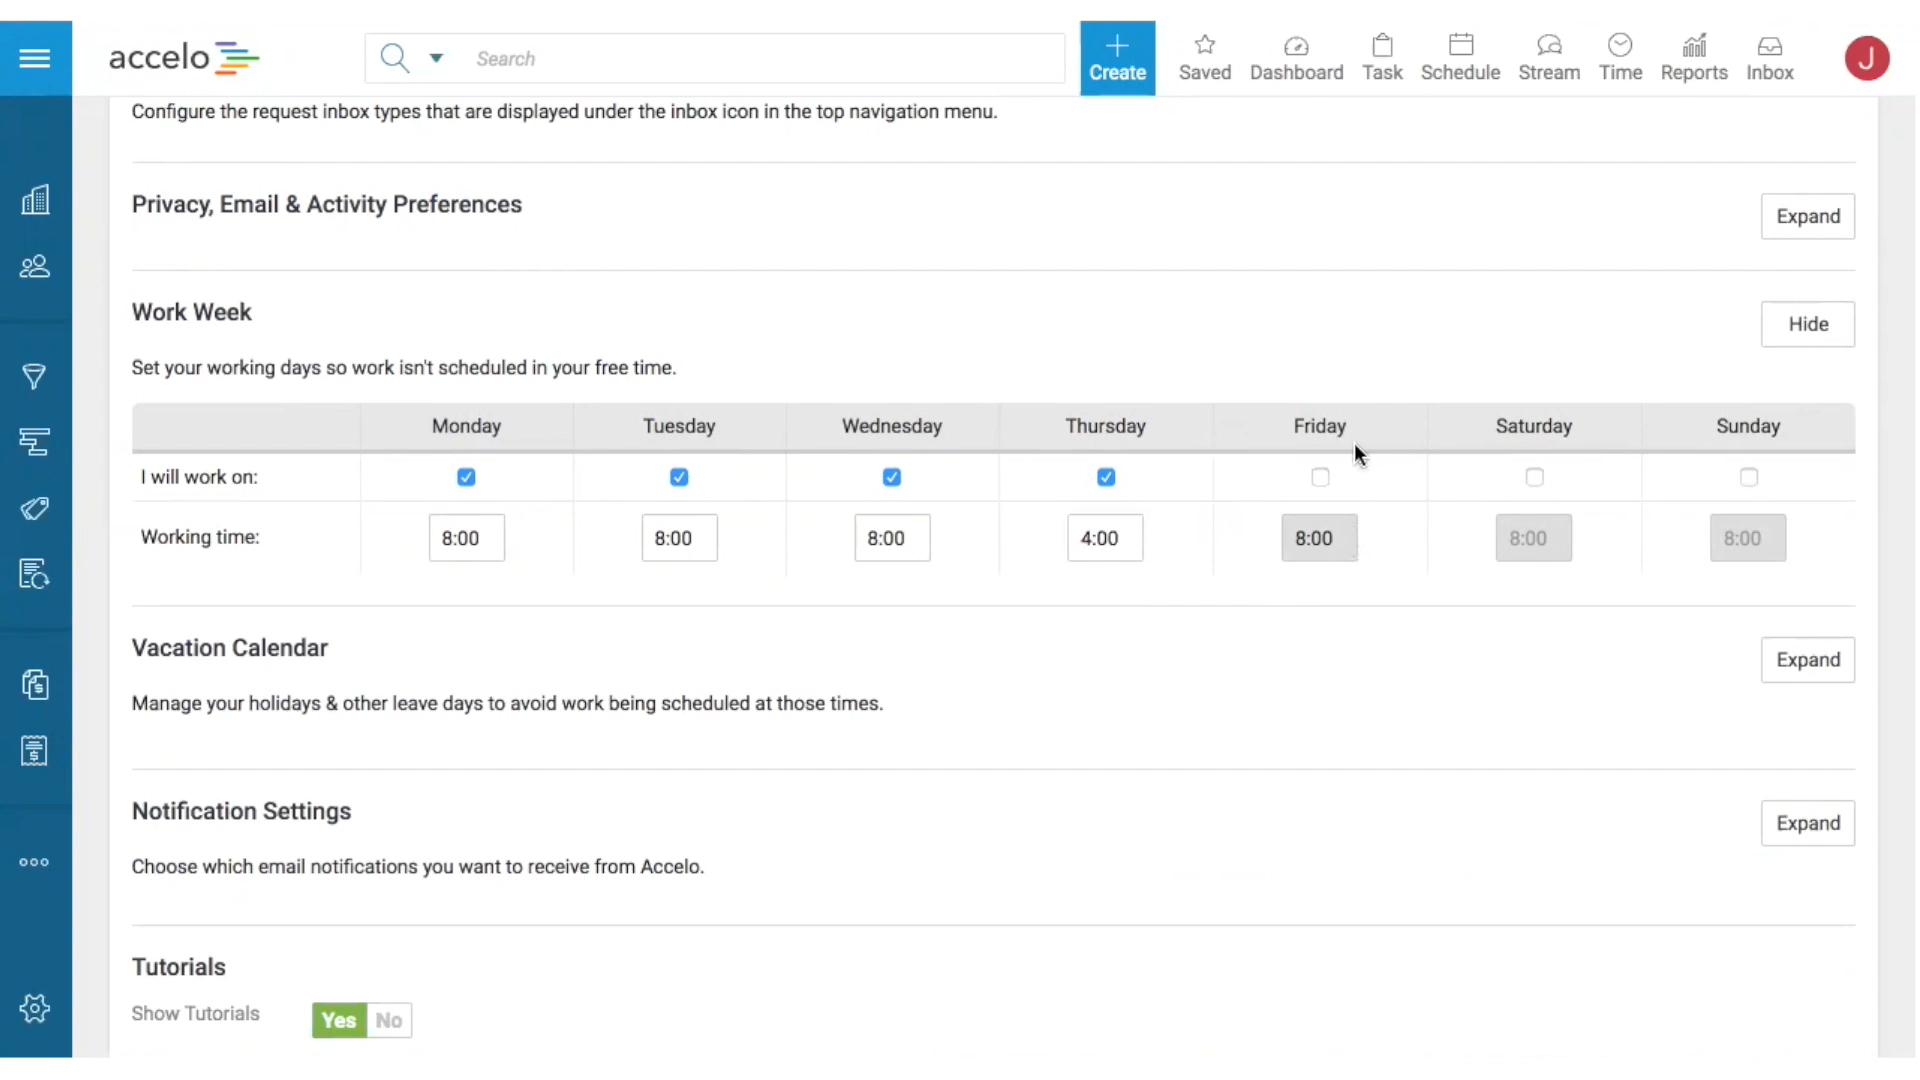 accelo
Search
Create
Saved
Dashboard
Task
Schedule
Stream
Time
Reports
Inbox
J
Configure the request inbox types that are displayed under the inbox icon in the top navigation menu.
Privacy, Email & Activity Preferences
Expand
Work Week
Hide
Set your working days so work isn't scheduled in your free time.
Monday Tuesday Wednesday Thursday Friday Saturday Sunday
I will work on:
Working time: 8:00 8:00 8:00 4:00 8:00 8:00 8:00
Vacation Calendar
Expand
Manage your holidays & other leave days to avoid work being scheduled at those times.
Notification Settings
Expand
Choose which email notifications you want to receive from Accelo.
Tutorials
Show Tutorials Yes No